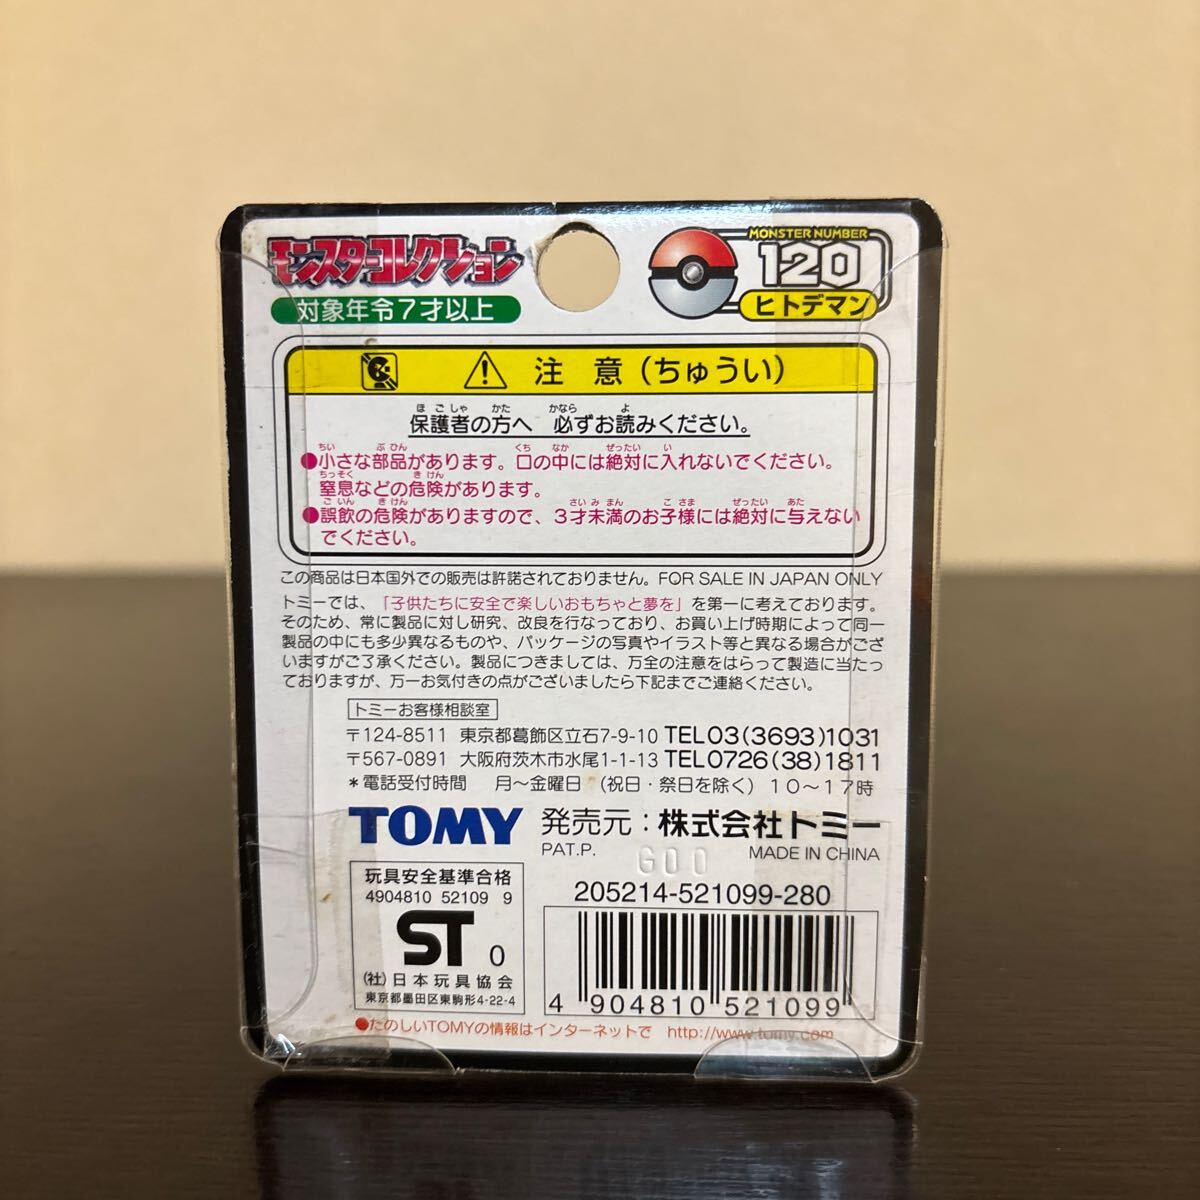 モンスターコレクション
対象年令7才以上
MONSTER NUMBER
120
ヒトデマン
注意(ちゅうい)
ほごしゃ かた かなら よ
保護者の方へ 必ずお読みください。
ちい ぶひん くち なか ぜったい い
●小さな部品があります。口の中には絶対に入れないでください。
ちっそく きけん
窒息などの危険があります。
ごいん きけん さいみまん こさま ぜったい あた
●誤飲の危険がありますので、3才未満のお子様には絶対に与えない
でください。
この商品は日本国外での販売は許諾されておりません。FOR SALE IN JAPAN ONLY
トミーでは、「子供たちに安全で楽しいおもちゃと夢を」を第一に考えております。
そのため、常に製品に対し研究、改良を行なっており、お買い上げ時期によって同一
製品の中にも多少異なるものや、パッケージの写真やイラスト等と異なる場合がござ
いますがご了承ください。製品につきましては、万全の注意をはらって製造に当たっ
ておりますが、万一お気付きの点がございましたら下記までご連絡ください。
トミーお客様相談室
〒124-8511 東京都葛飾区立石7-9-10 TEL03(3693)1031
〒567-0891 大阪府茨木市水尾1-1-13 TEL0726(38)1811
*電話受付時間 月〜金曜日 (祝日・祭日を除く) 10〜17時
TOMY 発売元:株式会社トミー
PAT.P. G00 MADE IN CHINA
玩具安全基準合格
4904810 52109 9
ST 0
(社)日本玩具協会
東京都墨田区東駒形4-22-4
205214-521099-280
4 904810 521099
●たのしいTOMYの情報はインターネットで http://www.tomy.com